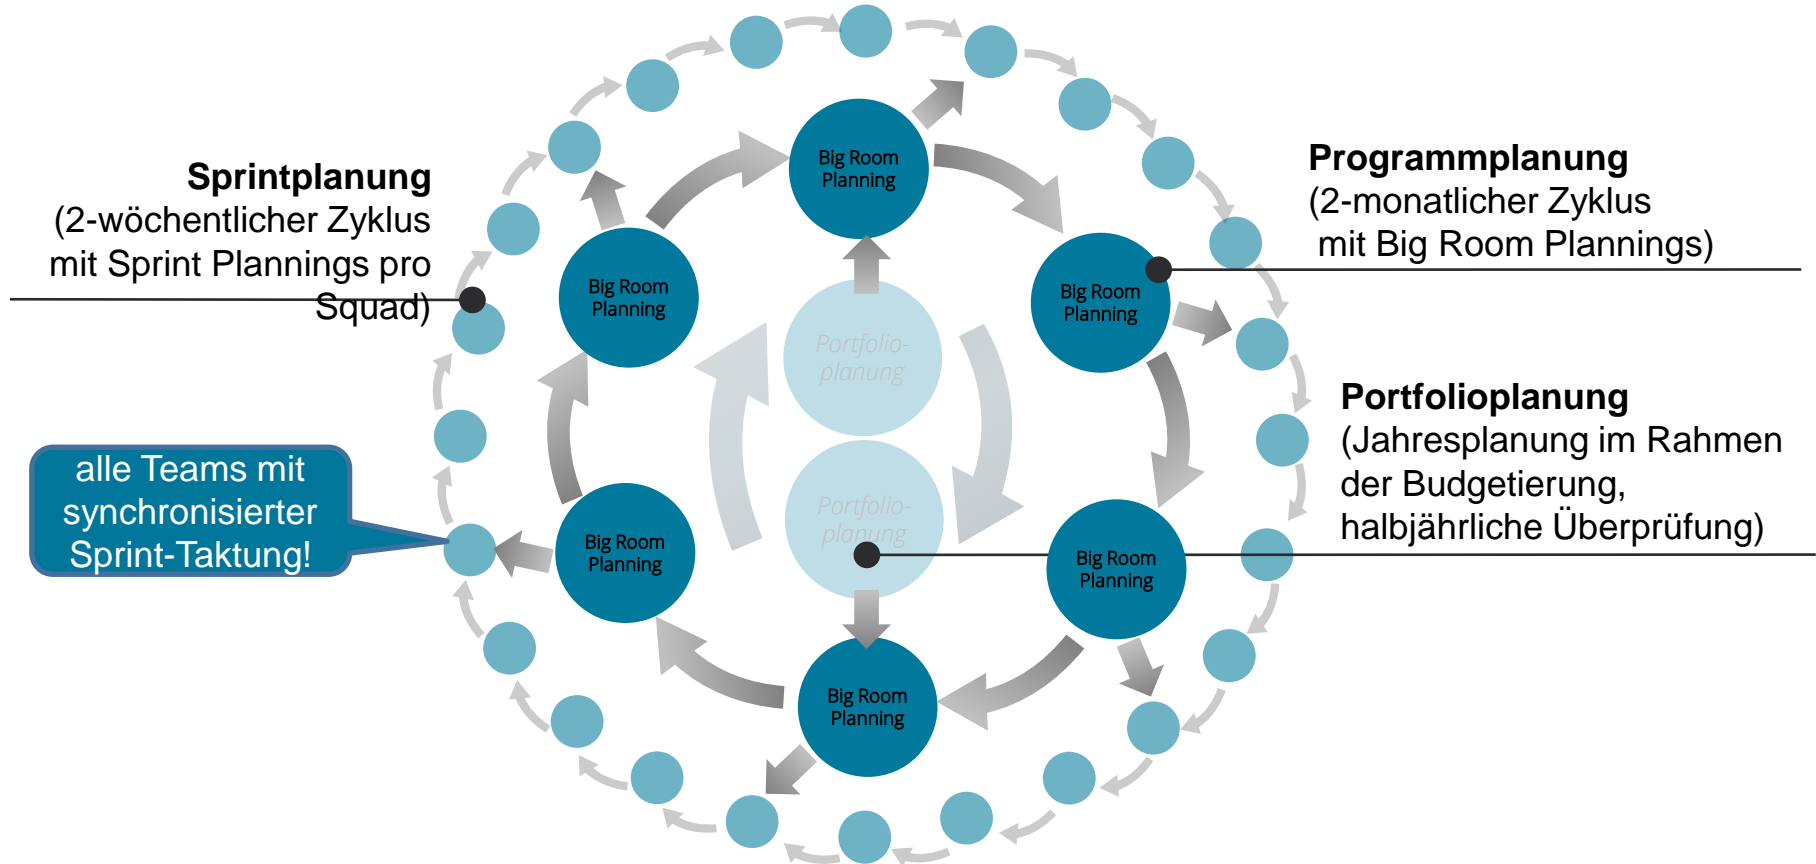 Sprintplanung
(2-wöchentlicher Zyklus
mit Sprint Plannings pro
Squad)
Programmplanung
(2-monatlicher Zyklus
mit Big Room Plannings)
Portfolioplanung
(Jahresplanung im Rahmen
der Budgetierung,
halbjährliche Überprüfung)
alle Teams mit
synchronisierter
Sprint-Taktung!
Big Room
Planning
Big Room
Planning
Big Room
Planning
Big Room
Planning
Big Room
Planning
Big Room
Planning
Portfolio-
planung
Portfolio-
planung